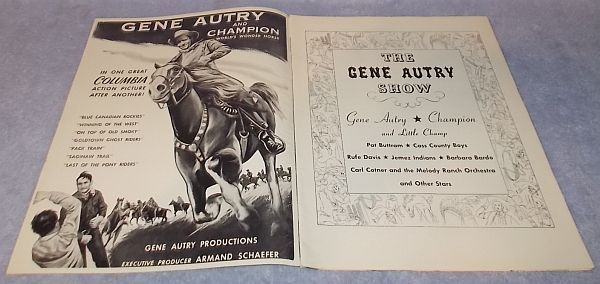 GENE AUTRY
AND
CHAMPION
WORLD'S WONDER HORSE
IN ONE GREAT
COLUMBIA
ACTION PICTURE
AFTER ANOTHER!
"BLUE CANADIAN ROCKIES"
"WINNING OF THE WEST"
"ON TOP OF OLD SMOKY"
"GOLDTOWN GHOST RIDERS"
"PACK TRAIN"
"SAGINAW TRAIL"
"LAST OF THE PONY RIDERS"
GENE AUTRY PRODUCTIONS
EXECUTIVE PRODUCER ARMAND SCHAEFER
THE
GENE AUTRY
SHOW
Gene Autry ★ Champion
and Little Champ
Pat Buttram ★ Cass County Boys
Rufe Davis ★ Jemez Indians ★ Barbara Bardo
Carl Cotner and the Melody Ranch Orchestra
and Other Stars